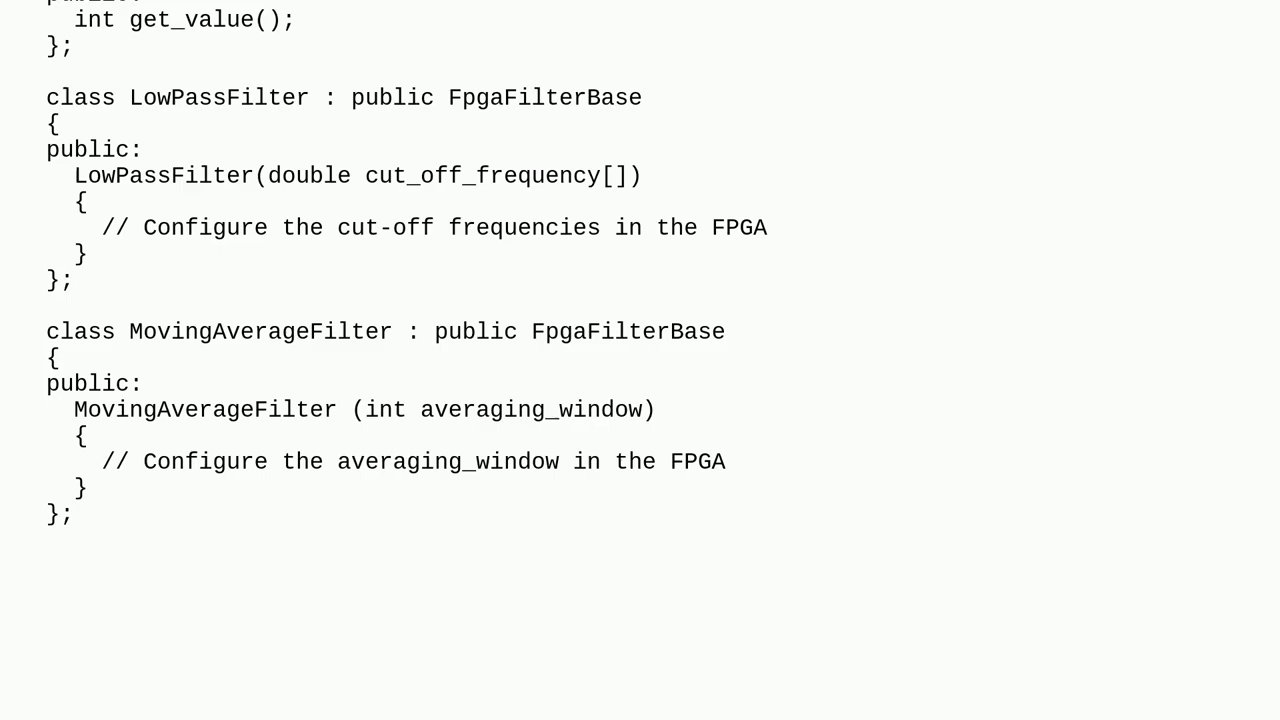 int get_value();
};
class LowPassFilter : public FpgaFilterBase
{
public:
LowPassFilter(double cut_off_frequency[])
{
// Configure the cut-off frequencies in the FPGA
}
};
class MovingAverageFilter : public FpgaFilterBase
{
public:
MovingAverageFilter (int averaging_window)
{
// Configure the averaging_window in the FPGA
}
};